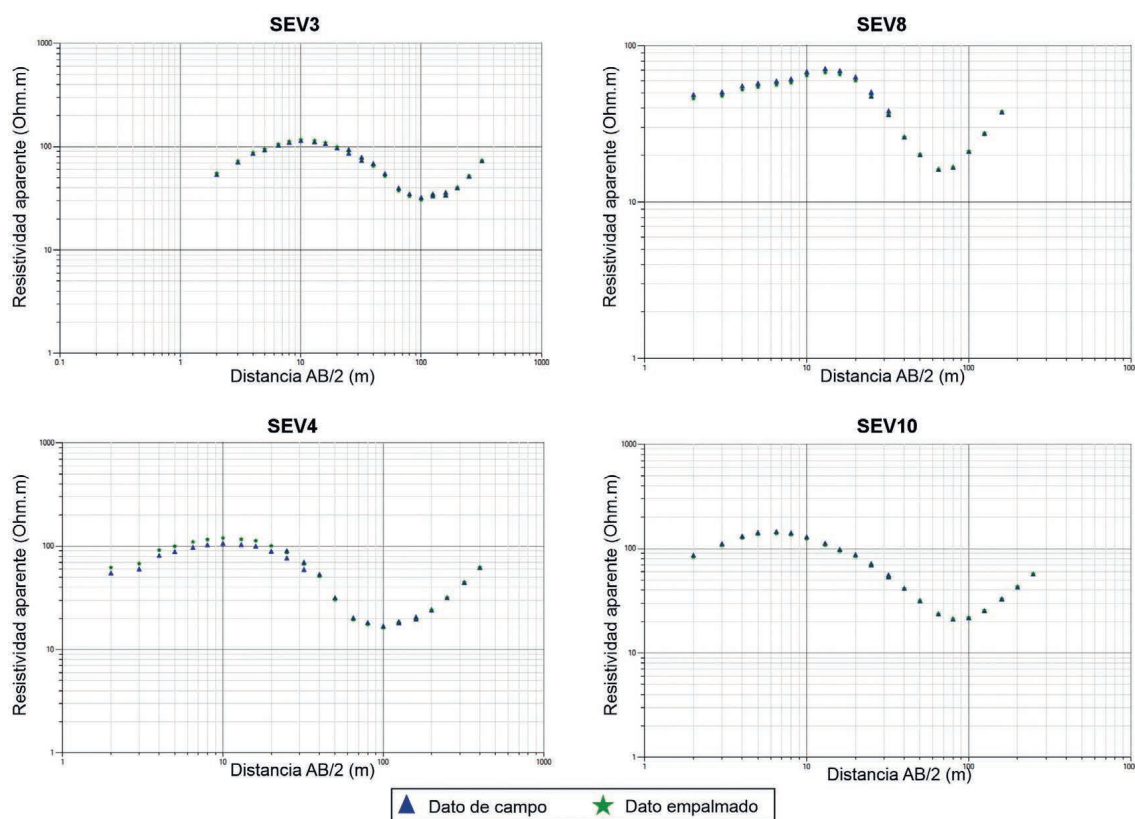 SEV3
1000
100
10
1
0.1
1
10
100
1000
Resistividad aparente (Ohm.m)
Distancia AB/2 (m)
SEV8
100
10
1
1
10
100
100
Resistividad aparente (Ohm.m)
Distancia AB/2 (m)
SEV4
1000
100
10
1
1
10
100
1000
Resistividad aparente (Ohm.m)
Distancia AB/2 (m)
SEV10
1000
100
10
1
1
10
100
100
Resistividad aparente (Ohm.m)
Distancia AB/2 (m)
Dato de campo
Dato empalmado